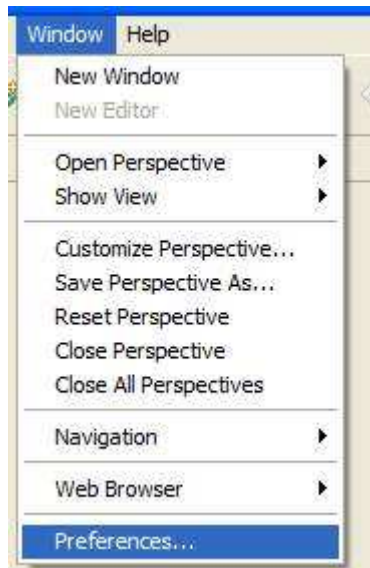 Window Help
New Window
New Editor
Open Perspective
Show View
Customize Perspective...
Save Perspective As...
Reset Perspective
Close Perspective
Close All Perspectives
Navigation
Web Browser
Preferences...